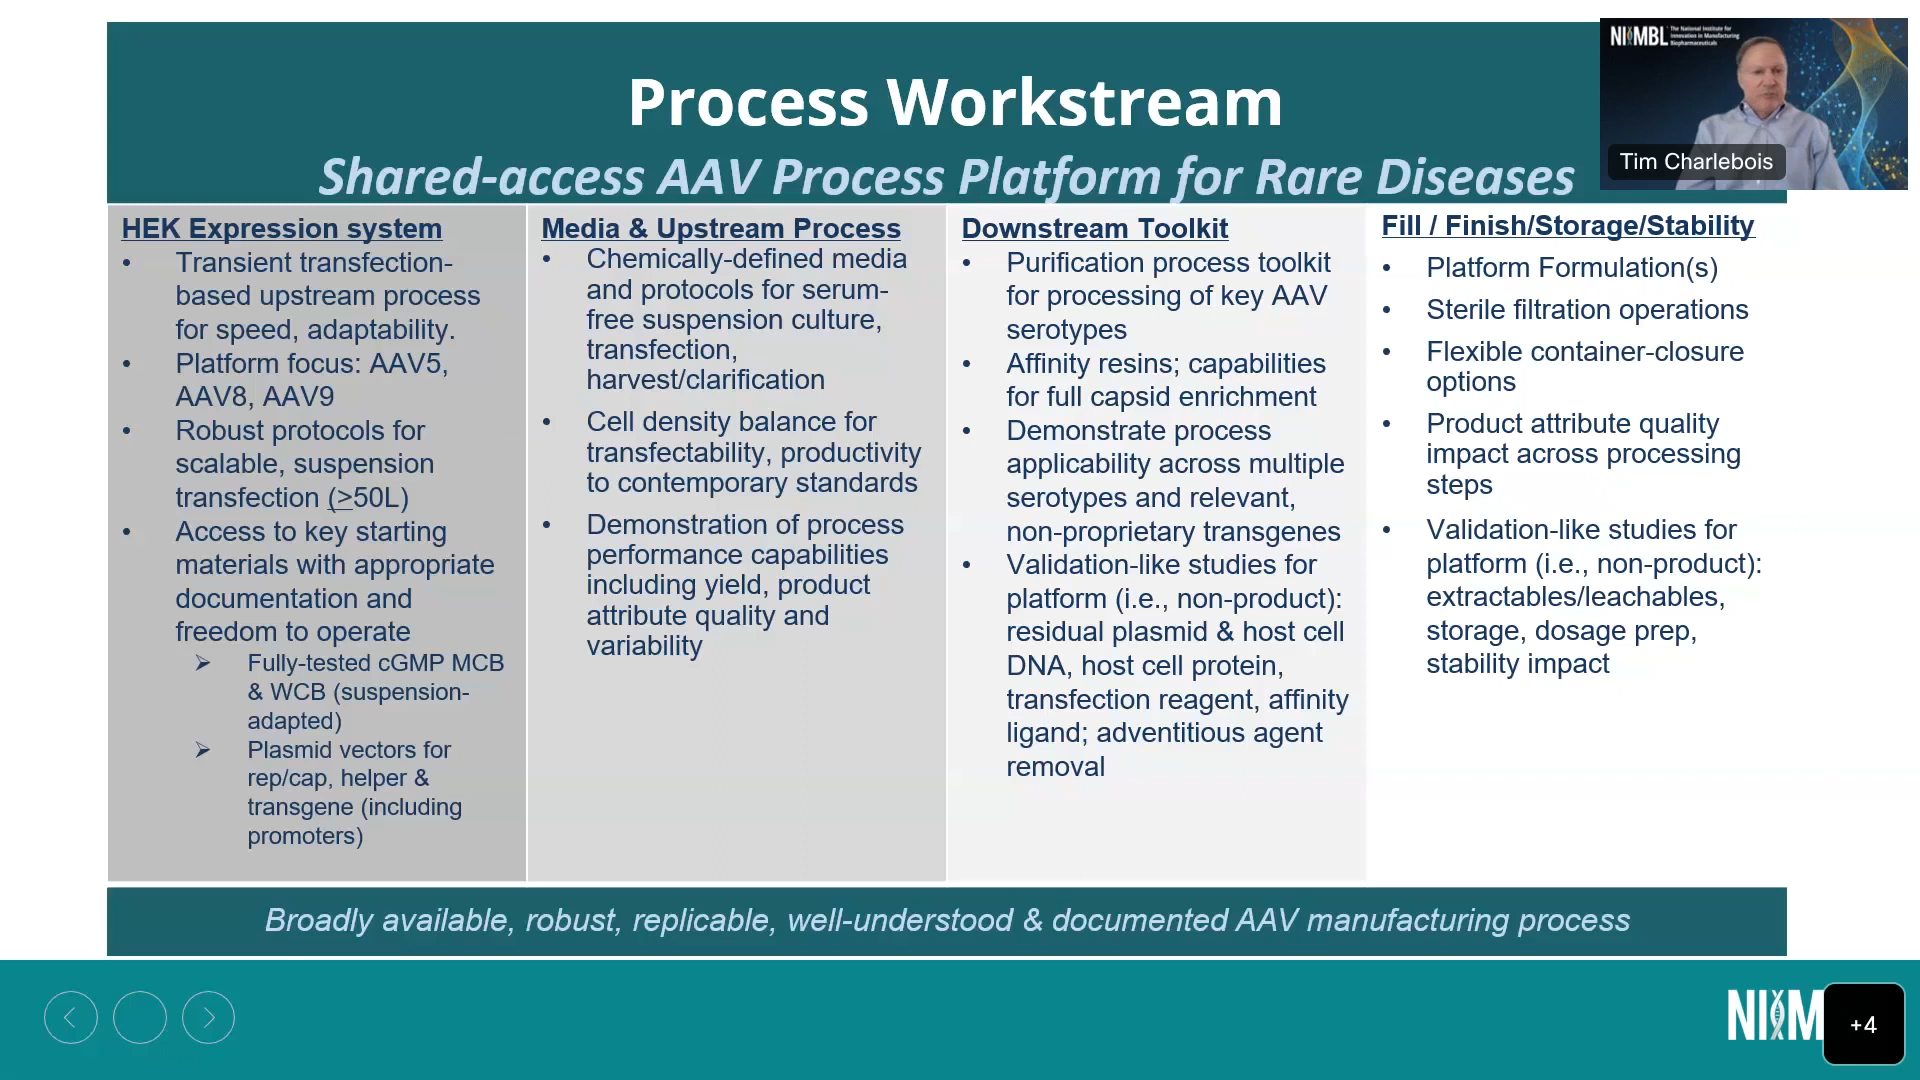 Process Workstream
Shared-access AAV Process Platform for Rare Diseases
NIIMBL The National Institute for
Innovation in Manufacturing
Biopharmaceuticals
Tim Charlebois
HEK Expression system
• Transient transfection-
based upstream process
for speed, adaptability.
• Platform focus: AAV5,
AAV8, AAV9
• Robust protocols for
scalable, suspension
transfection (≥50L)
• Access to key starting
materials with appropriate
documentation and
freedom to operate
➢ Fully-tested cGMP MCB
& WCB (suspension-
adapted)
➢ Plasmid vectors for
rep/cap, helper &
transgene (including
promoters)
Media & Upstream Process
• Chemically-defined media
and protocols for serum-
free suspension culture,
transfection,
harvest/clarification
• Cell density balance for
transfectability, productivity
to contemporary standards
• Demonstration of process
performance capabilities
including yield, product
attribute quality and
variability
Downstream Toolkit
• Purification process toolkit
for processing of key AAV
serotypes
• Affinity resins; capabilities
for full capsid enrichment
• Demonstrate process
applicability across multiple
serotypes and relevant,
non-proprietary transgenes
• Validation-like studies for
platform (i.e., non-product):
residual plasmid & host cell
DNA, host cell protein,
transfection reagent, affinity
ligand; adventitious agent
removal
Fill / Finish/Storage/Stability
• Platform Formulation(s)
• Sterile filtration operations
• Flexible container-closure
options
• Product attribute quality
impact across processing
steps
• Validation-like studies for
platform (i.e., non-product):
extractables/leachables,
storage, dosage prep,
stability impact
Broadly available, robust, replicable, well-understood & documented AAV manufacturing process
NIIM
+4